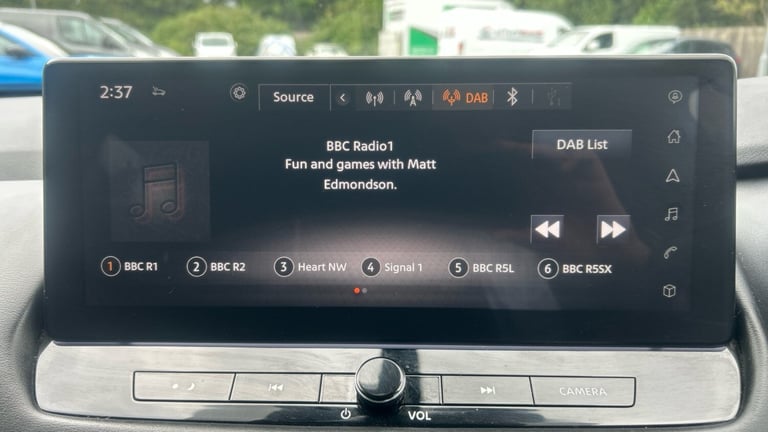 2:37
Source
DAB
BBC Radio1
Fun and games with Matt
Edmondson.
DAB List
1 BBC R1
2 BBC R2
3 Heart NW
4 Signal 1
5 BBC R5L
6 BBC R5SX
VOL
CAMERA